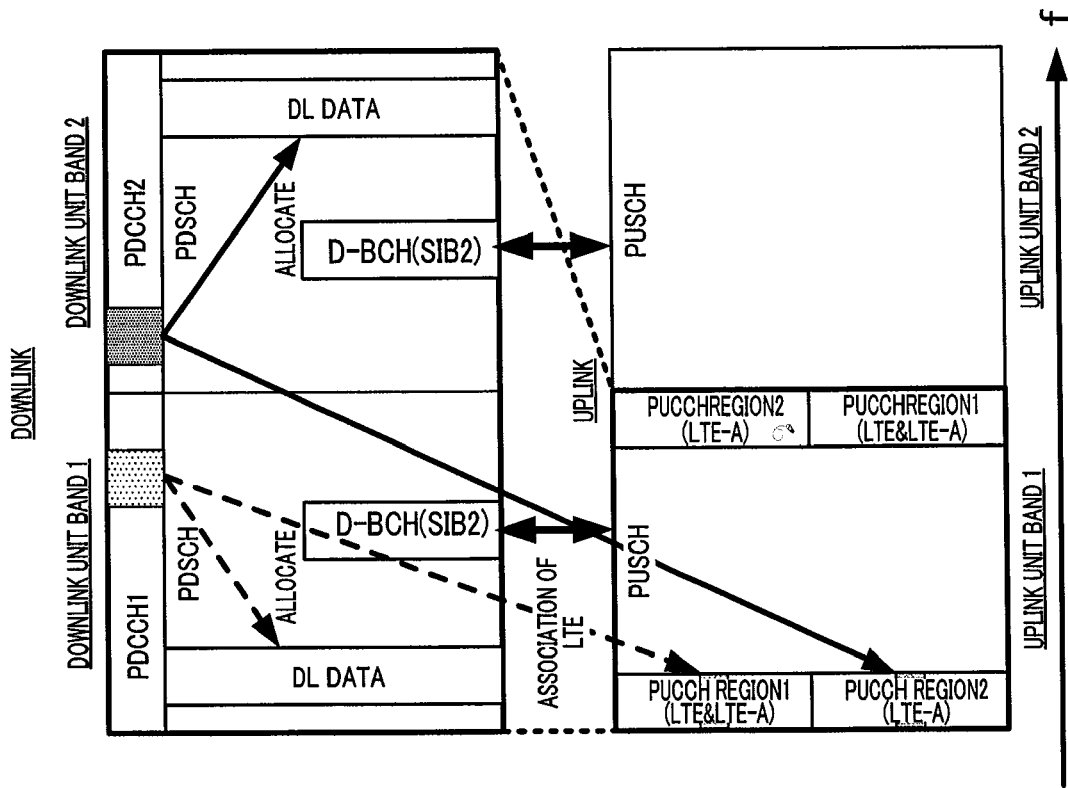 DOWNLINK
DOWNLINK UNIT BAND 1
DOWNLINK UNIT BAND 2
PDCCH1
PDCCH2
PDSCH
PDSCH
ALLOCATE
ALLOCATE
DL DATA
DL DATA
D-BCH(SIB2)
D-BCH(SIB2)
ASSOCIATION OF
LTE
UPLINK
PUSCH
PUSCH
PUCCH REGION1
(LTE&LTE-A)
PUCCH REGION2
(LTE-A)
PUCCHREGION2
(LTE-A)
PUCCHREGION1
(LTE&LTE-A)
UPLINK UNIT BAND 1
UPLINK UNIT BAND 2
f